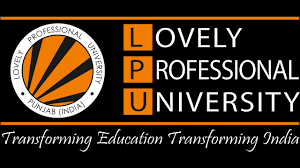 LOVELY PROFESSIONAL UNIVERSITY
PUNJAB (INDIA)
LOVELY
PROFESSIONAL
UNIVERSITY
Transforming Education Transforming India